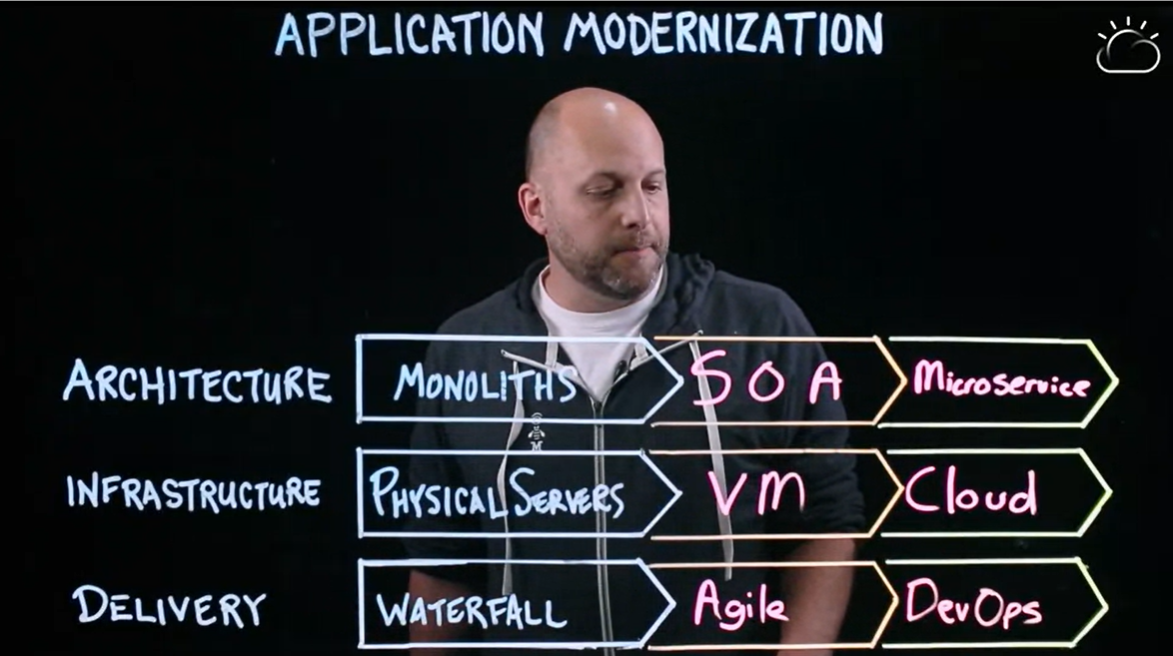 APPLICATION MODERNIZATION
ARCHITECTURE MONOLITHS SOA Microservice
INFRASTRUCTURE PHYSICAL SERVERS VM Cloud
DELIVERY WATERFALL Agile DevOps